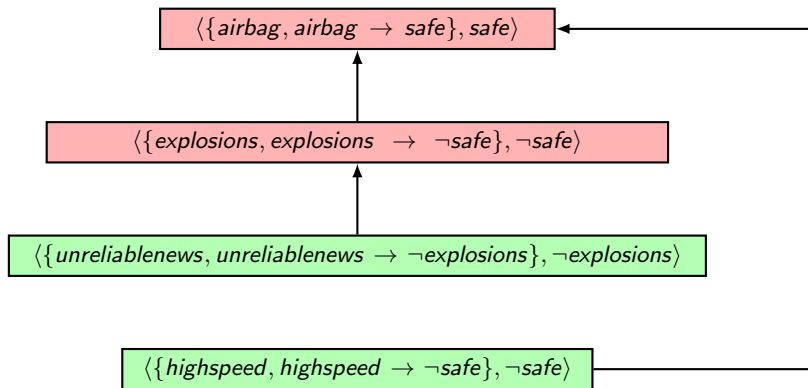 ⟨{airbag, airbag → safe}, safe⟩
⟨{explosions, explosions → ¬safe}, ¬safe⟩
⟨{unreliablenews, unreliablenews → ¬explosions}, ¬explosions⟩
⟨{highspeed, highspeed → ¬safe}, ¬safe⟩